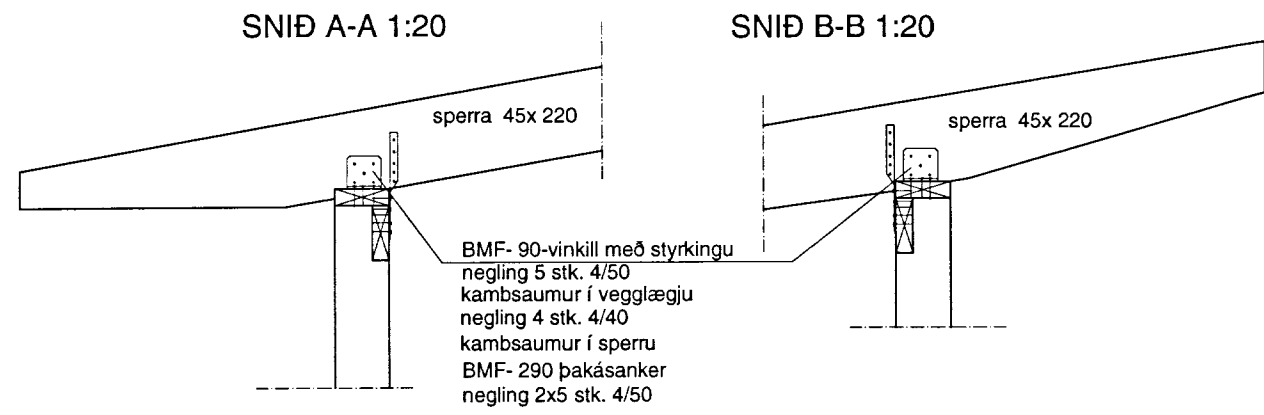 SNIÐ A-A 1:20
SNIÐ B-B 1:20
sperra 45x 220
sperra 45x 220
BMF- 90-vinkill með styrkingu
negling 5 stk. 4/50
kambsaumur í vegglægju
negling 4 stk. 4/40
kambsaumur í sperru
BMF- 290 þakásanker
negling 2x5 stk. 4/50